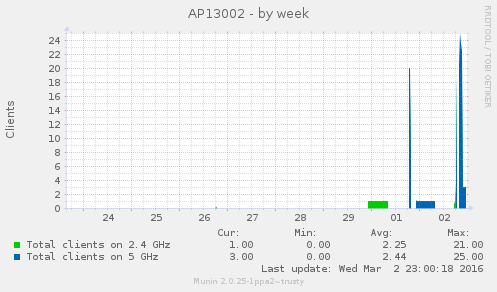 AP13002 - by week
RRDTOOL / TOBI OETIKER
Clients
24
22
20
18
16
14
12
10
8
6
4
2
0
24 25 26 27 28 29 01 02
Cur: Min: Avg: Max:
Total clients on 2.4 GHz 1.00 0.00 2.25 21.00
Total clients on 5 GHz 3.00 0.00 2.44 25.00
Last update: Wed Mar 2 23:00:18 2016
Munin 2.0.25-1ppa2~trusty